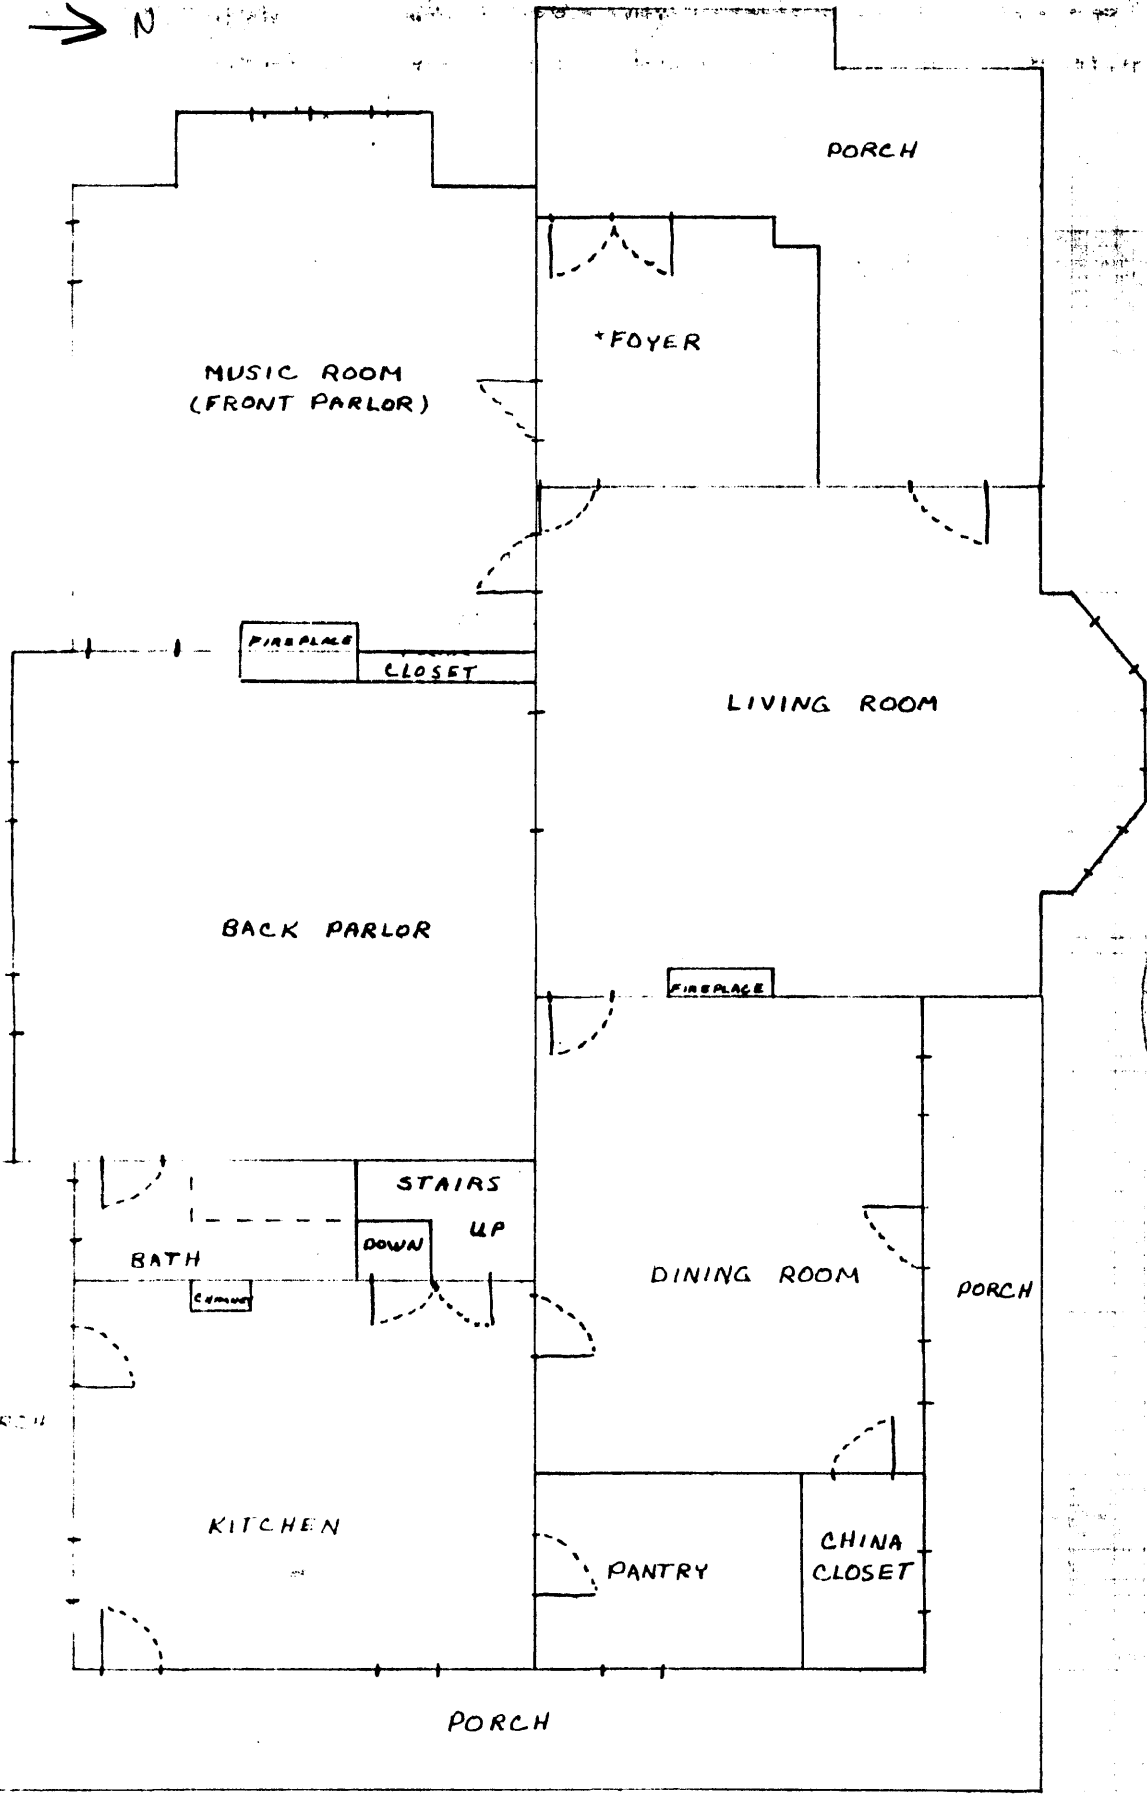 N
PORCH
*FOYER
MUSIC ROOM
(FRONT PARLOR)
FIREPLACE
CLOSET
LIVING ROOM
BACK PARLOR
FIREPLACE
STAIRS
UP
DOWN
BATH
DINING ROOM
PORCH
KITCHEN
PANTRY
CHINA
CLOSET
PORCH